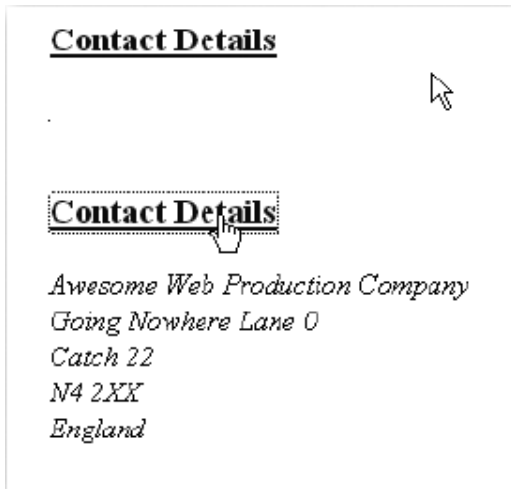 Contact Details
Contact Details
Awesome Web Production Company
Going Nowhere Lane 0
Catch 22
N4 2XX
England